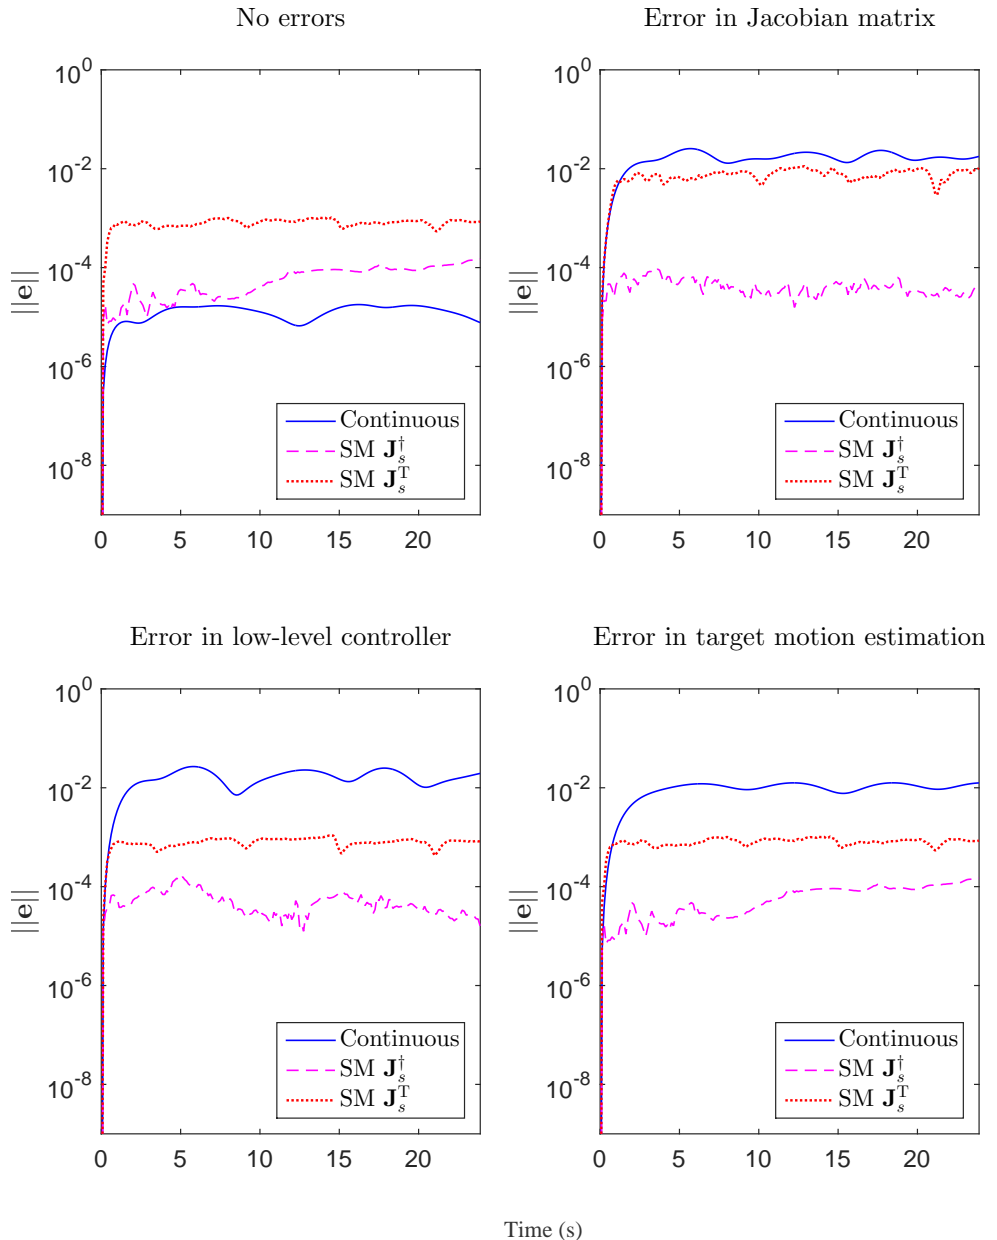 No errors
10^0
10^-2
10^-4
10^-6
10^-8
||e||
0 5 10 15 20
Continuous
SM J_s^†
SM J_s^T
Error in Jacobian matrix
10^0
10^-2
10^-4
10^-6
10^-8
||e||
0 5 10 15 20
Continuous
SM J_s^†
SM J_s^T
Error in low-level controller
10^0
10^-2
10^-4
10^-6
10^-8
||e||
0 5 10 15 20
Continuous
SM J_s^†
SM J_s^T
Error in target motion estimation
10^0
10^-2
10^-4
10^-6
10^-8
||e||
0 5 10 15 20
Continuous
SM J_s^†
SM J_s^T
Time (s)